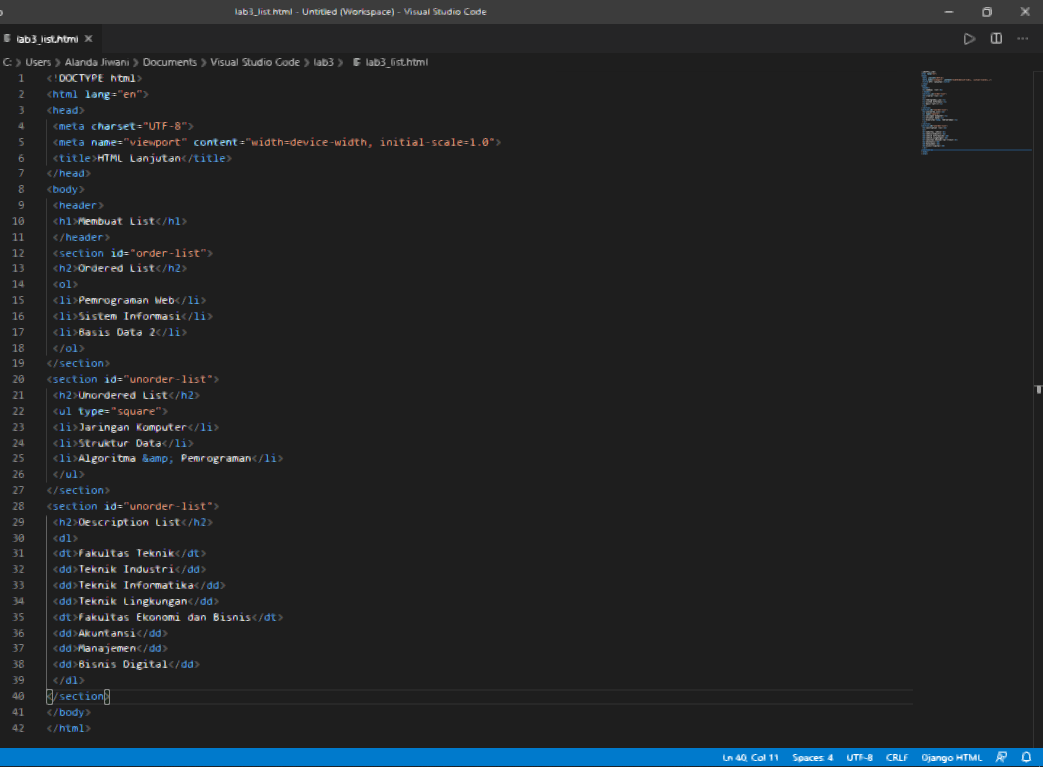 lab3_list.html - Untitled (Workspace) - Visual Studio Code
lab3_list.html
C: > Users > Alanda Jiwani > Documents > Visual Studio Code > lab3 > lab3_list.html
1 <!DOCTYPE html>
2 <html lang="en">
3 <head>
4 <meta charset="UTF-8">
5 <meta name="viewport" content="width=device-width, initial-scale=1.0">
6 <title>HTML Lanjutan</title>
7 </head>
8 <body>
9 <header>
10 <h1>Membuat List</h1>
11 </header>
12 <section id="order-list">
13 <h2>Ordered List</h2>
14 <ol>
15 <li>Pemrograman Web</li>
16 <li>Sistem Informasi</li>
17 <li>Basis Data 2</li>
18 </ol>
19 </section>
20 <section id="unorder-list">
21 <h2>Unordered List</h2>
22 <ul type="square">
23 <li>Jaringan Komputer</li>
24 <li>Struktur Data</li>
25 <li>Algoritma &amp; Pemrograman</li>
26 </ul>
27 </section>
28 <section id="unorder-list">
29 <h2>Description List</h2>
30 <dl>
31 <dt>Fakultas Teknik</dt>
32 <dd>Teknik Industri</dd>
33 <dd>Teknik Informatika</dd>
34 <dd>Teknik Lingkungan</dd>
35 <dt>Fakultas Ekonomi dan Bisnis</dt>
36 <dd>Akuntansi</dd>
37 <dd>Manajemen</dd>
38 <dd>Bisnis Digital</dd>
39 </dl>
40 </section>
41 </body>
42 </html>
Ln 40, Col 11 Spaces: 4 UTF-8 CRLF Django HTML